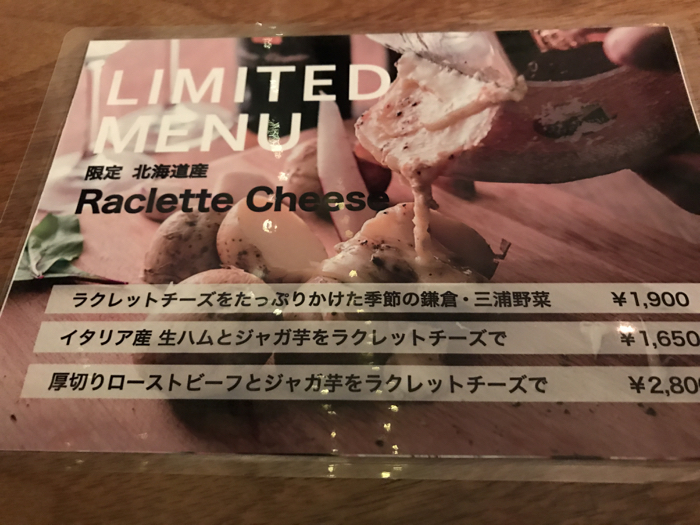 LIMITED
MENU
限定 北海道産
Raclette Cheese
ラクレットチーズをたっぷりかけた季節の鎌倉・三浦野菜 ¥1,900
イタリア産 生ハムとジャガ芋をラクレットチーズで ¥1,650
厚切りローストビーフとジャガ芋をラクレットチーズで ¥2,800